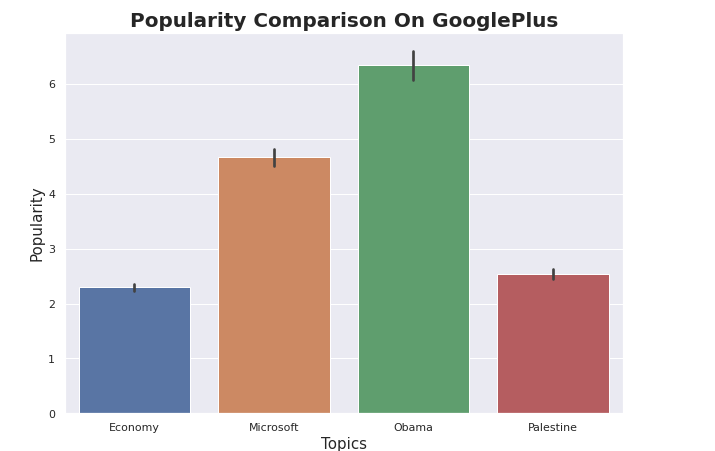 Popularity Comparison On GooglePlus
Popularity
6
5
4
3
2
1
0
Economy
Microsoft
Obama
Palestine
Topics